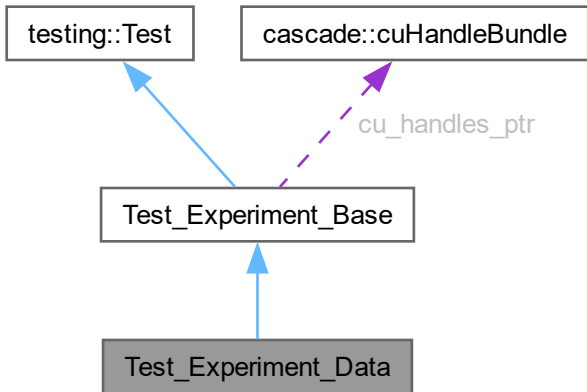 testing::Test
cascade::cuHandleBundle
cu_handles_ptr
Test_Experiment_Base
Test_Experiment_Data